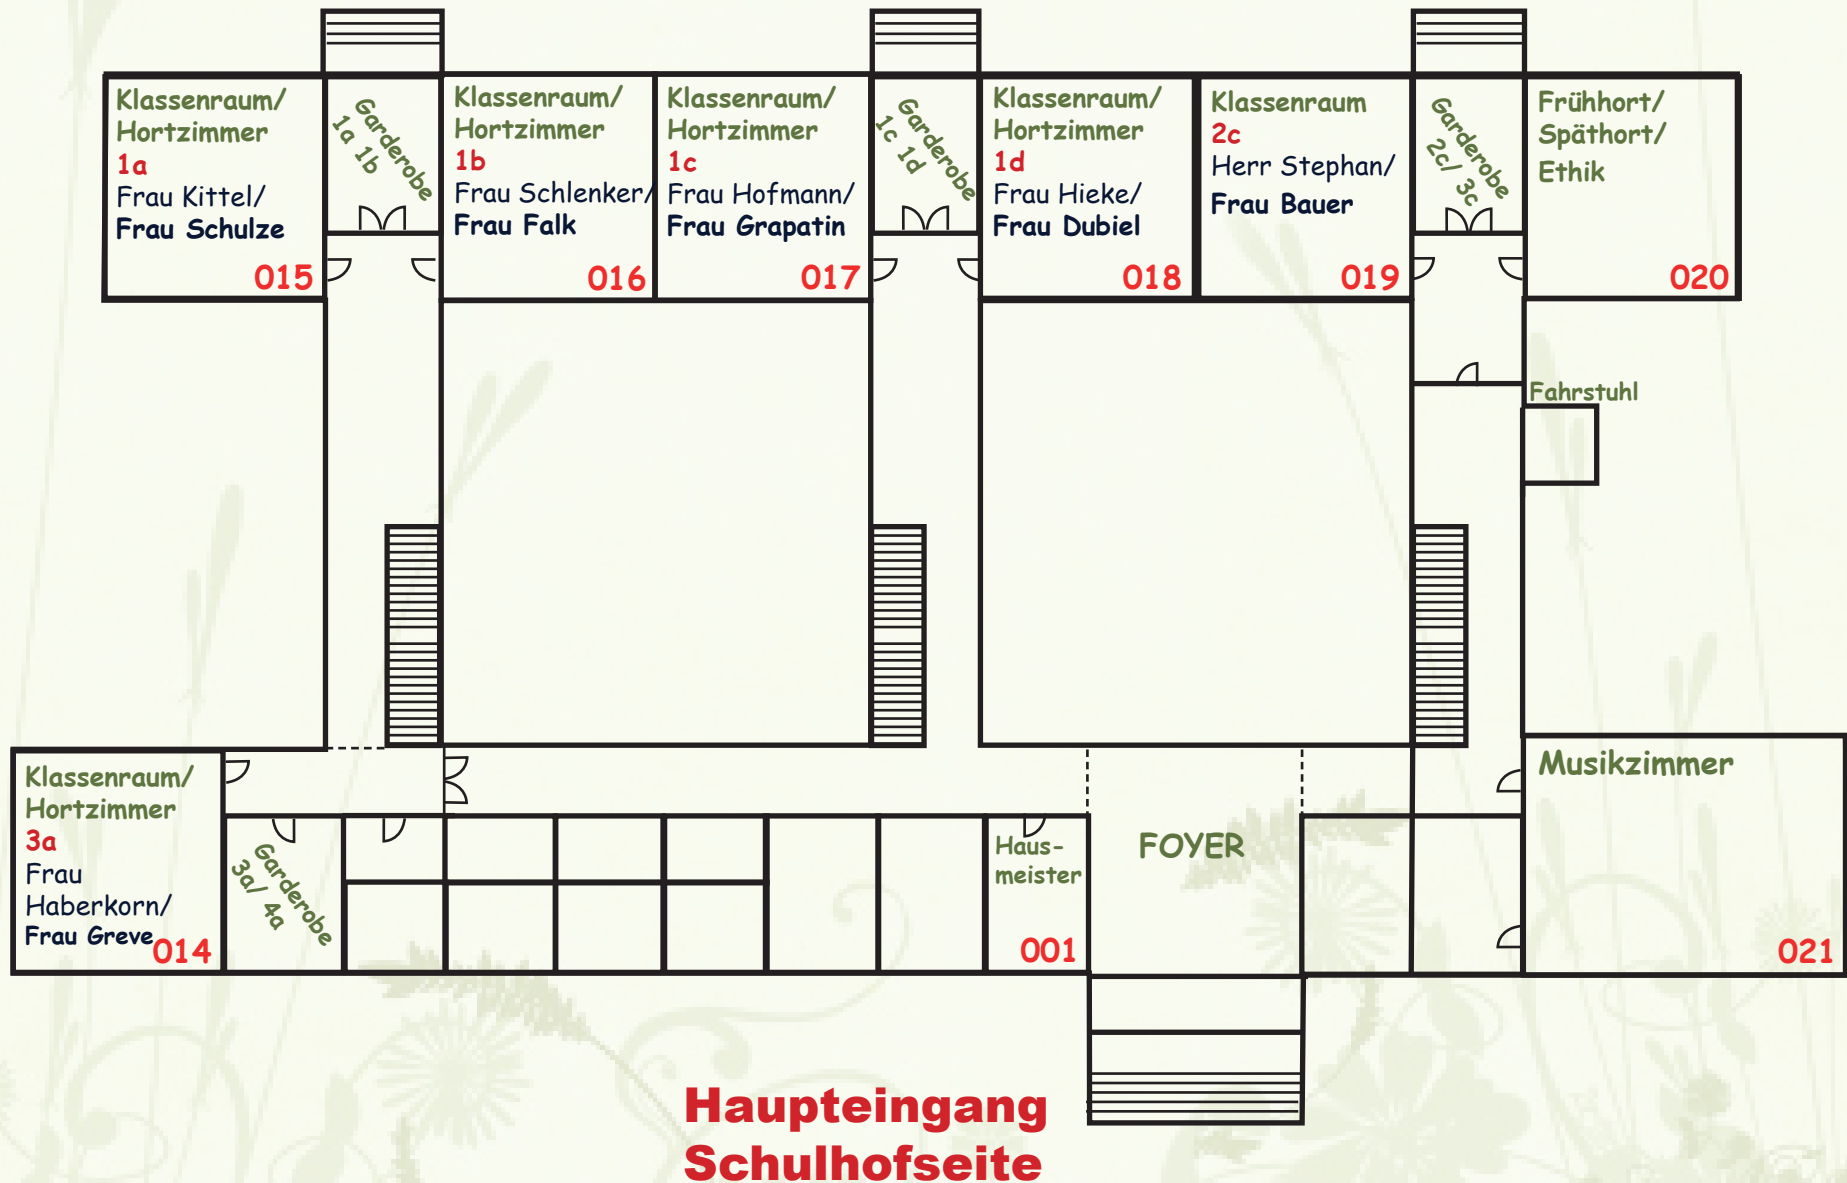 Klassenraum/
Hortzimmer
1a
Frau Kittel/
Frau Schulze
015
Garderobe
1a 1b
Klassenraum/
Hortzimmer
1b
Frau Schlenker/
Frau Falk
016
Klassenraum/
Hortzimmer
1c
Frau Hofmann/
Frau Grapatin
017
Garderobe
1c 1d
Klassenraum/
Hortzimmer
1d
Frau Hieke/
Frau Dubiel
018
Klassenraum
2c
Herr Stephan/
Frau Bauer
019
Garderobe
2c/ 3c
Frühhort/
Späthort/
Ethik
020
Fahrstuhl
Klassenraum/
Hortzimmer
3a
Frau
Haberkorn/
Frau Greve
014
Garderobe
3a/ 4a
Haus-
meister
001
FOYER
Musikzimmer
021
Haupteingang
Schulhofseite